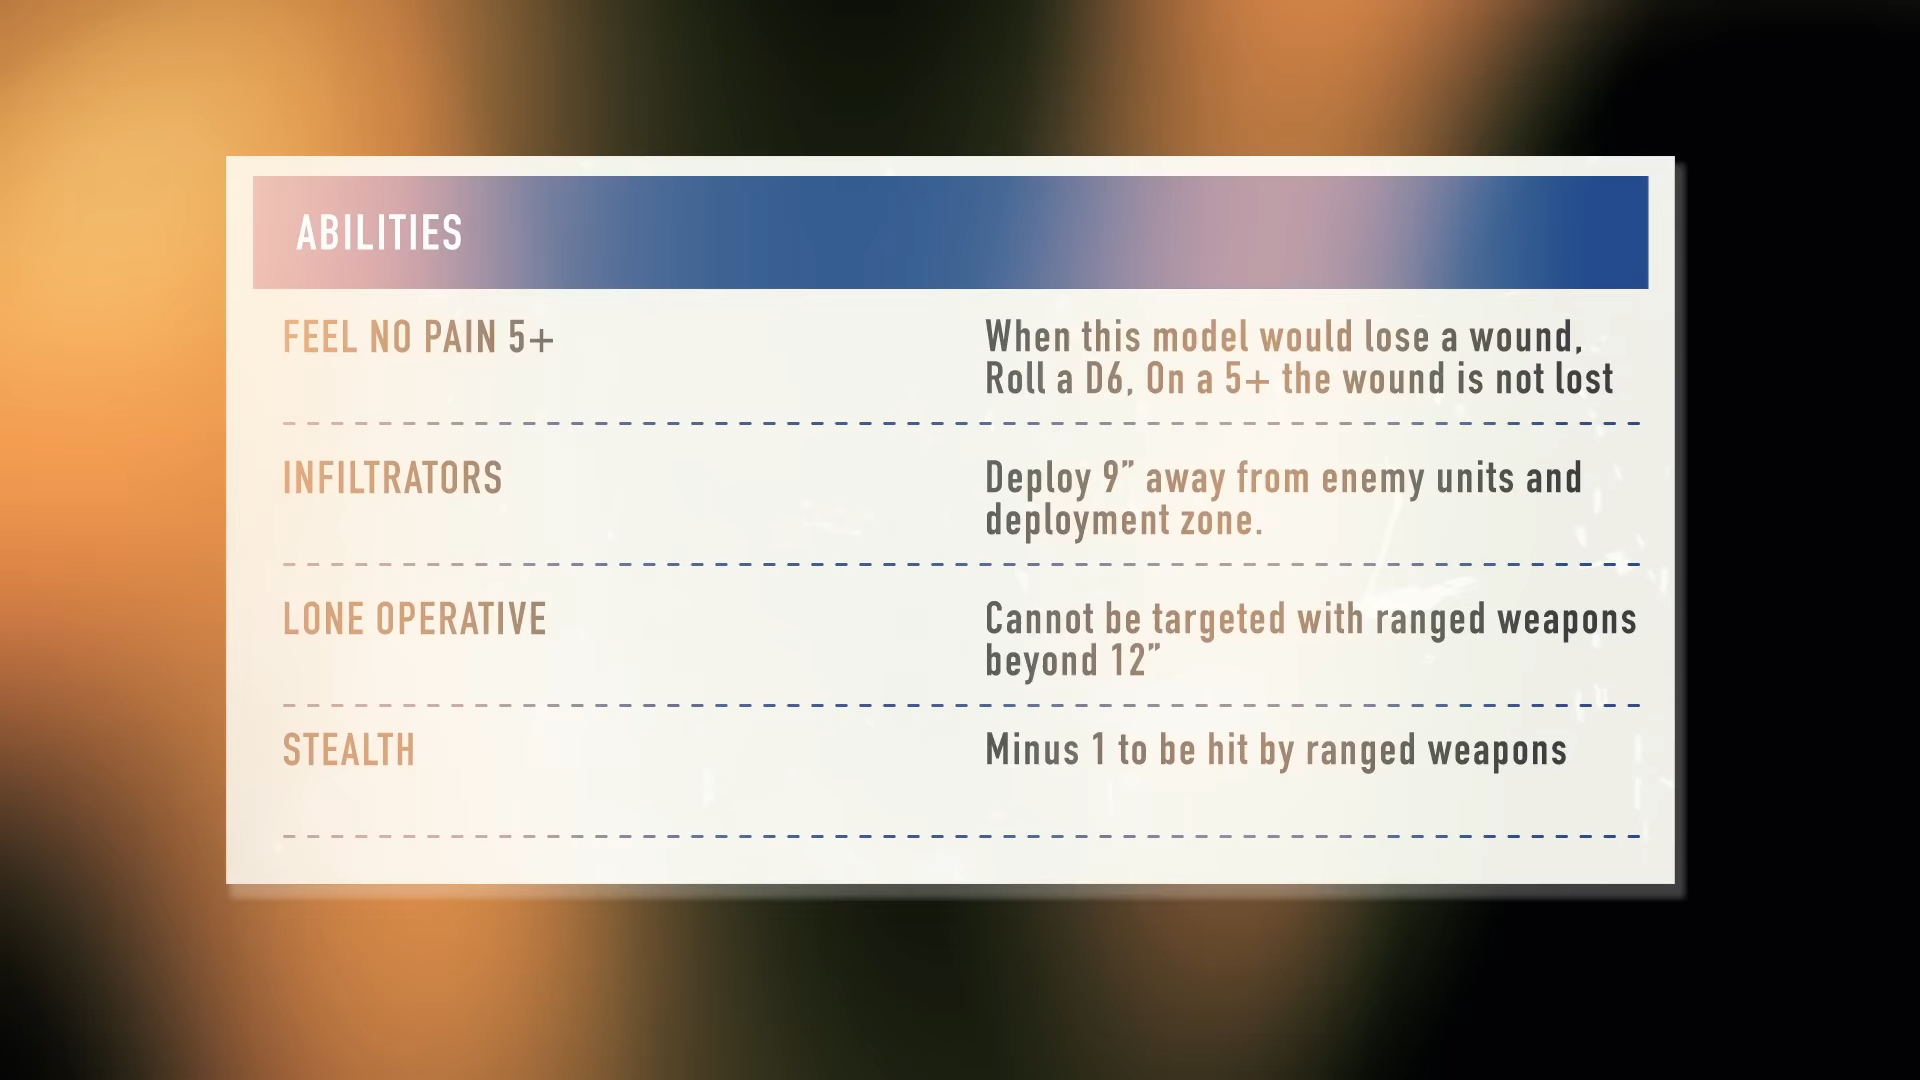 ABILITIES
FEEL NO PAIN 5+
When this model would lose a wound,
Roll a D6, On a 5+ the wound is not lost
INFILTRATORS
Deploy 9” away from enemy units and
deployment zone.
LONE OPERATIVE
Cannot be targeted with ranged weapons
beyond 12”
STEALTH
Minus 1 to be hit by ranged weapons